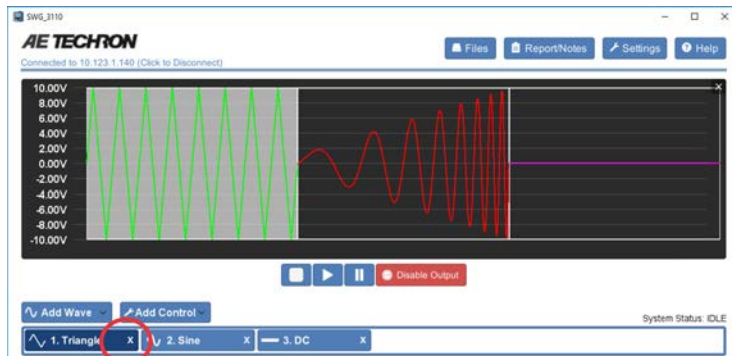 SWG_3110
AE TECHRON
Files
Report/Notes
Settings
Help
Connected to 10.123.1.140 (Click to Disconnect)
10.00V
8.00V
6.00V
4.00V
2.00V
0.00V
-2.00V
-4.00V
-6.00V
-8.00V
-10.00V
Disable Output
Add Wave
Add Control
System Status: IDLE
1. Triangle x
2. Sine x
3. DC x